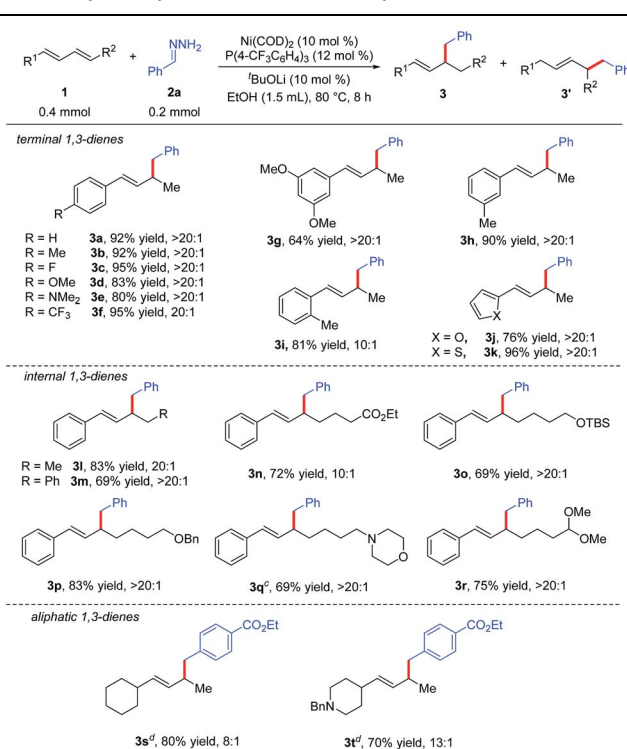 R¹ R² + NNH₂ Ph Ni(COD)₂ (10 mol %) P(4-CF₃C₆H₄)₃ (12 mol %) ᵗBuOLi (10 mol %) EtOH (1.5 mL), 80 °C, 8 h Ph R¹ R² + R¹ Ph R²
1 2a 3 3'
0.4 mmol 0.2 mmol
terminal 1,3-dienes
Ph Me R
R = H 3a, 92% yield, >20:1
R = Me 3b, 92% yield, >20:1
R = F 3c, 95% yield, >20:1
R = OMe 3d, 83% yield, >20:1
R = NMe₂ 3e, 80% yield, >20:1
R = CF₃ 3f, 95% yield, 20:1
Ph MeO Me OMe
3g, 64% yield, >20:1
Ph Me Me
3h, 90% yield, >20:1
Ph Me Me
3i, 81% yield, 10:1
Ph Me X
X = O, 3j, 76% yield, >20:1
X = S, 3k, 96% yield, >20:1
internal 1,3-dienes
Ph R
R = Me 3l, 83% yield, 20:1
R = Ph 3m, 69% yield, >20:1
Ph CO₂Et
3n, 72% yield, 10:1
Ph OTBS
3o, 69% yield, >20:1
Ph OBn
3p, 83% yield, >20:1
Ph N O
3qᶜ, 69% yield, >20:1
Ph OMe OMe
3r, 75% yield, >20:1
aliphatic 1,3-dienes
CO₂Et Me
3sᵈ, 80% yield, 8:1
CO₂Et Me BnN
3tᵈ, 70% yield, 13:1